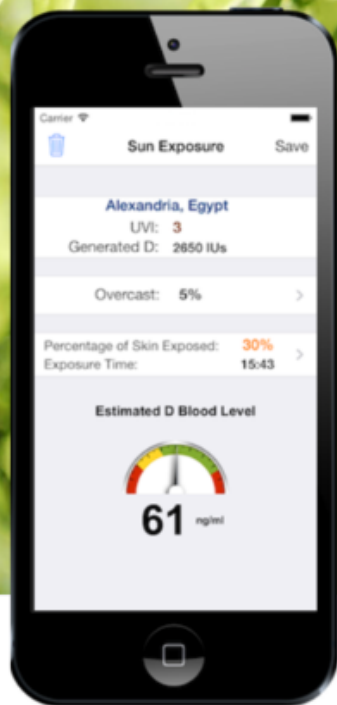 Carrier
Sun Exposure Save
Alexandria, Egypt
UVI: 3
Generated D: 2650 IUs
Overcast: 5%
Percentage of Skin Exposed: 30%
Exposure Time: 15:43
Estimated D Blood Level
61 ng/ml